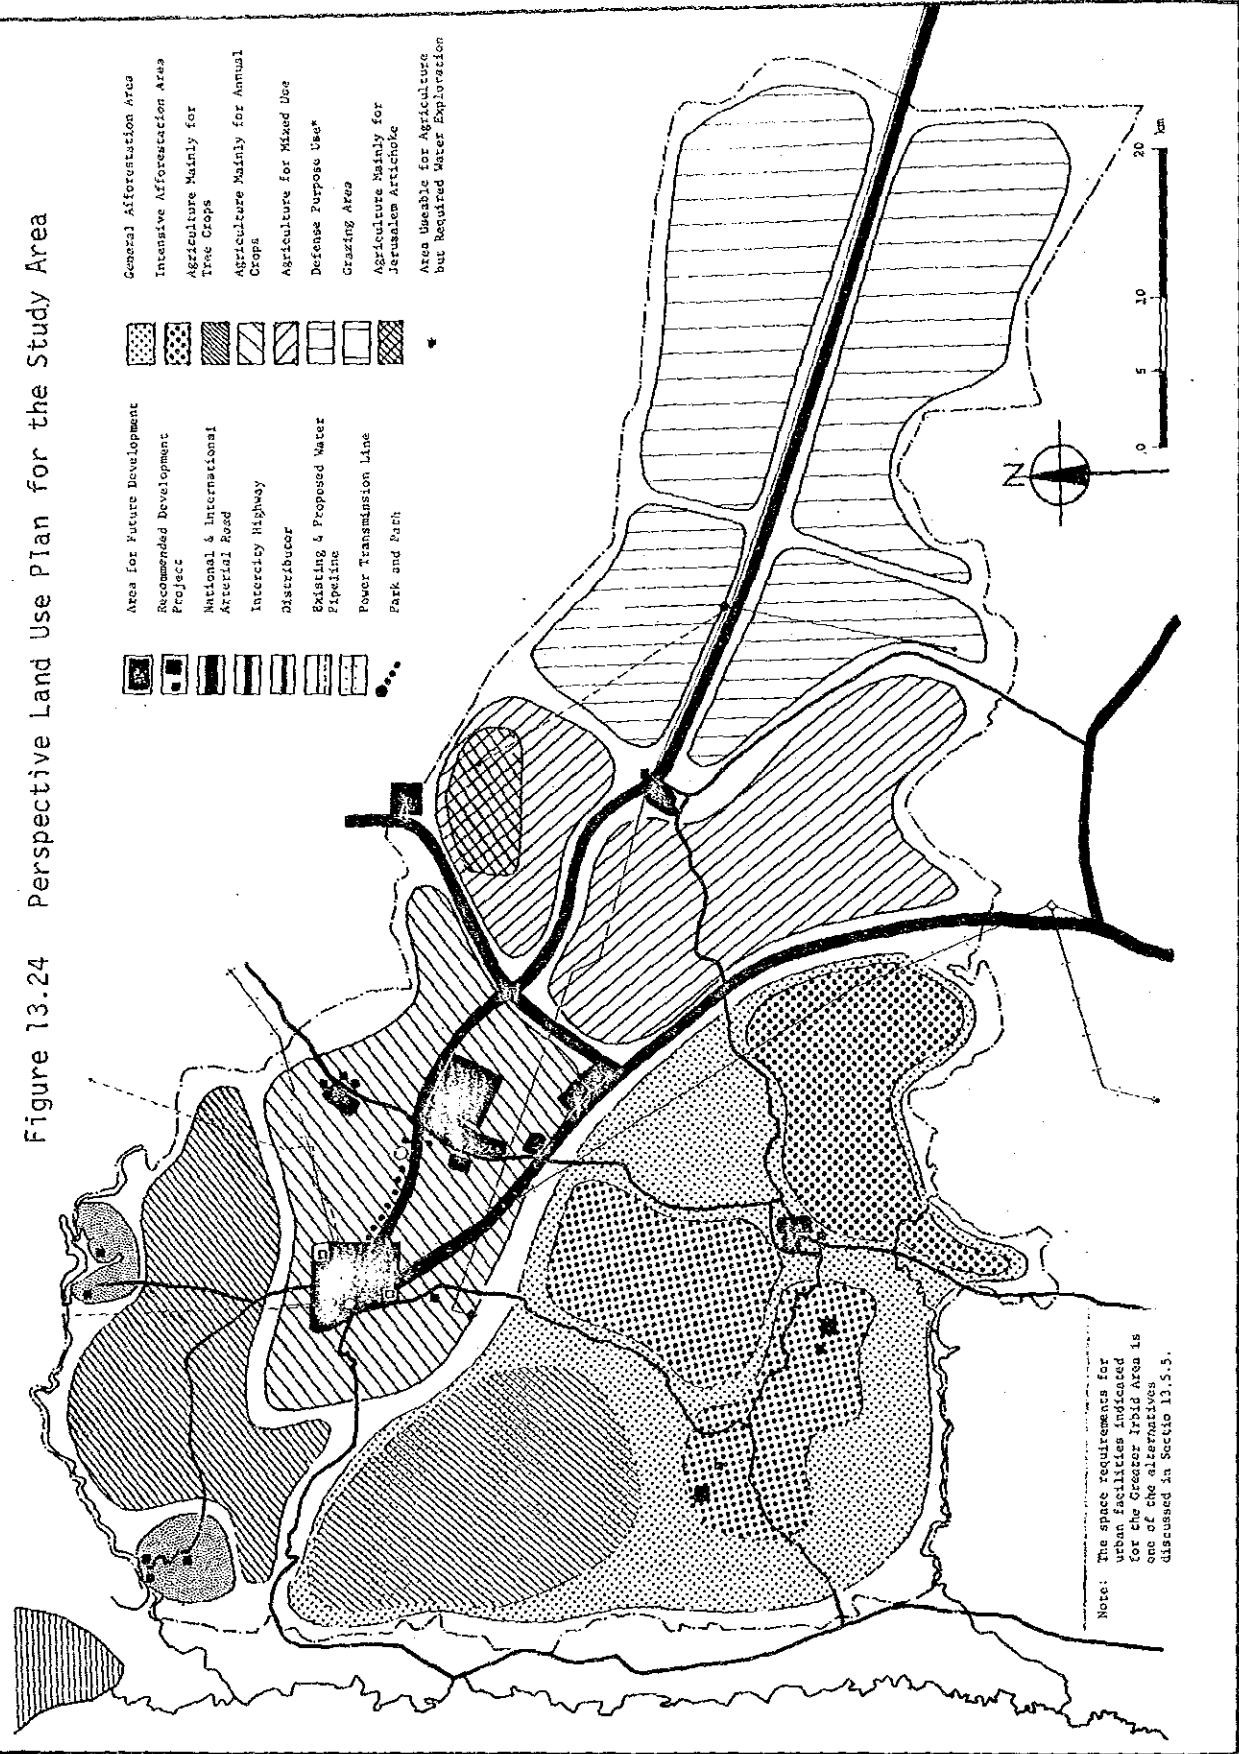 Figure 13.24 Perspective Land Use Plan for the Study Area
Area for Future Development
Recommended Development
Project
National & International
Arterial Road
Intercity Highway
Distributor
Existing & Proposed Water
Pipeline
Power Transmission Line
Park and Path
General Afforestation Area
Intensive Afforestation Area
Agriculture Mainly for
Tree Crops
Agriculture Mainly for Annual
Crops
Agriculture for Mixed Use
Defense Purpose Use*
Grazing Area
Agriculture Mainly for
Jerusalem Artichoke
Area Useable for Agriculture
but Required Water Exploration
N
0 5 10 20 km
Note: The space requirements for
urban facilities indicated
for the Greater Irbid Area is
one of the alternatives
discussed in Sectio 13.5.5.